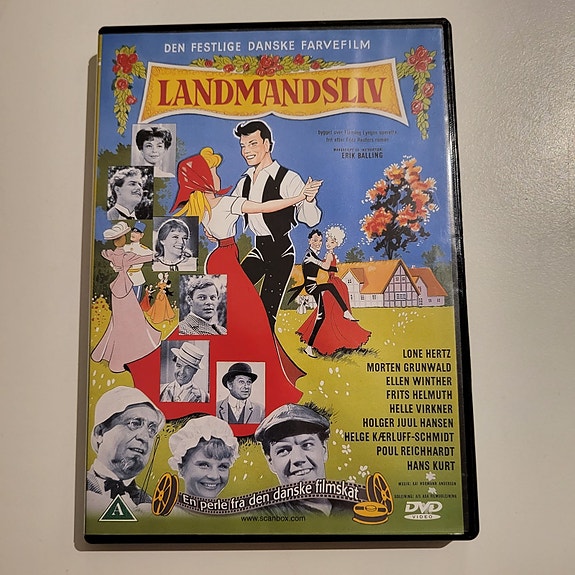 DEN FESTLIGE DANSKE FARVEFILM
LANDMANDSLIV
ERIK BALLING
LONE HERTZ
MORTEN GRUNWALD
ELLEN WINTHER
FRITS HELMUTH
HELLE VIRKNER
HOLGER JUUL HANSEN
HELGE KÆRLUFF-SCHMIDT
POUL REICHHARDT
HANS KURT
En perle fra den danske filmskat
www.scanbox.com
A
DVD
VIDEO